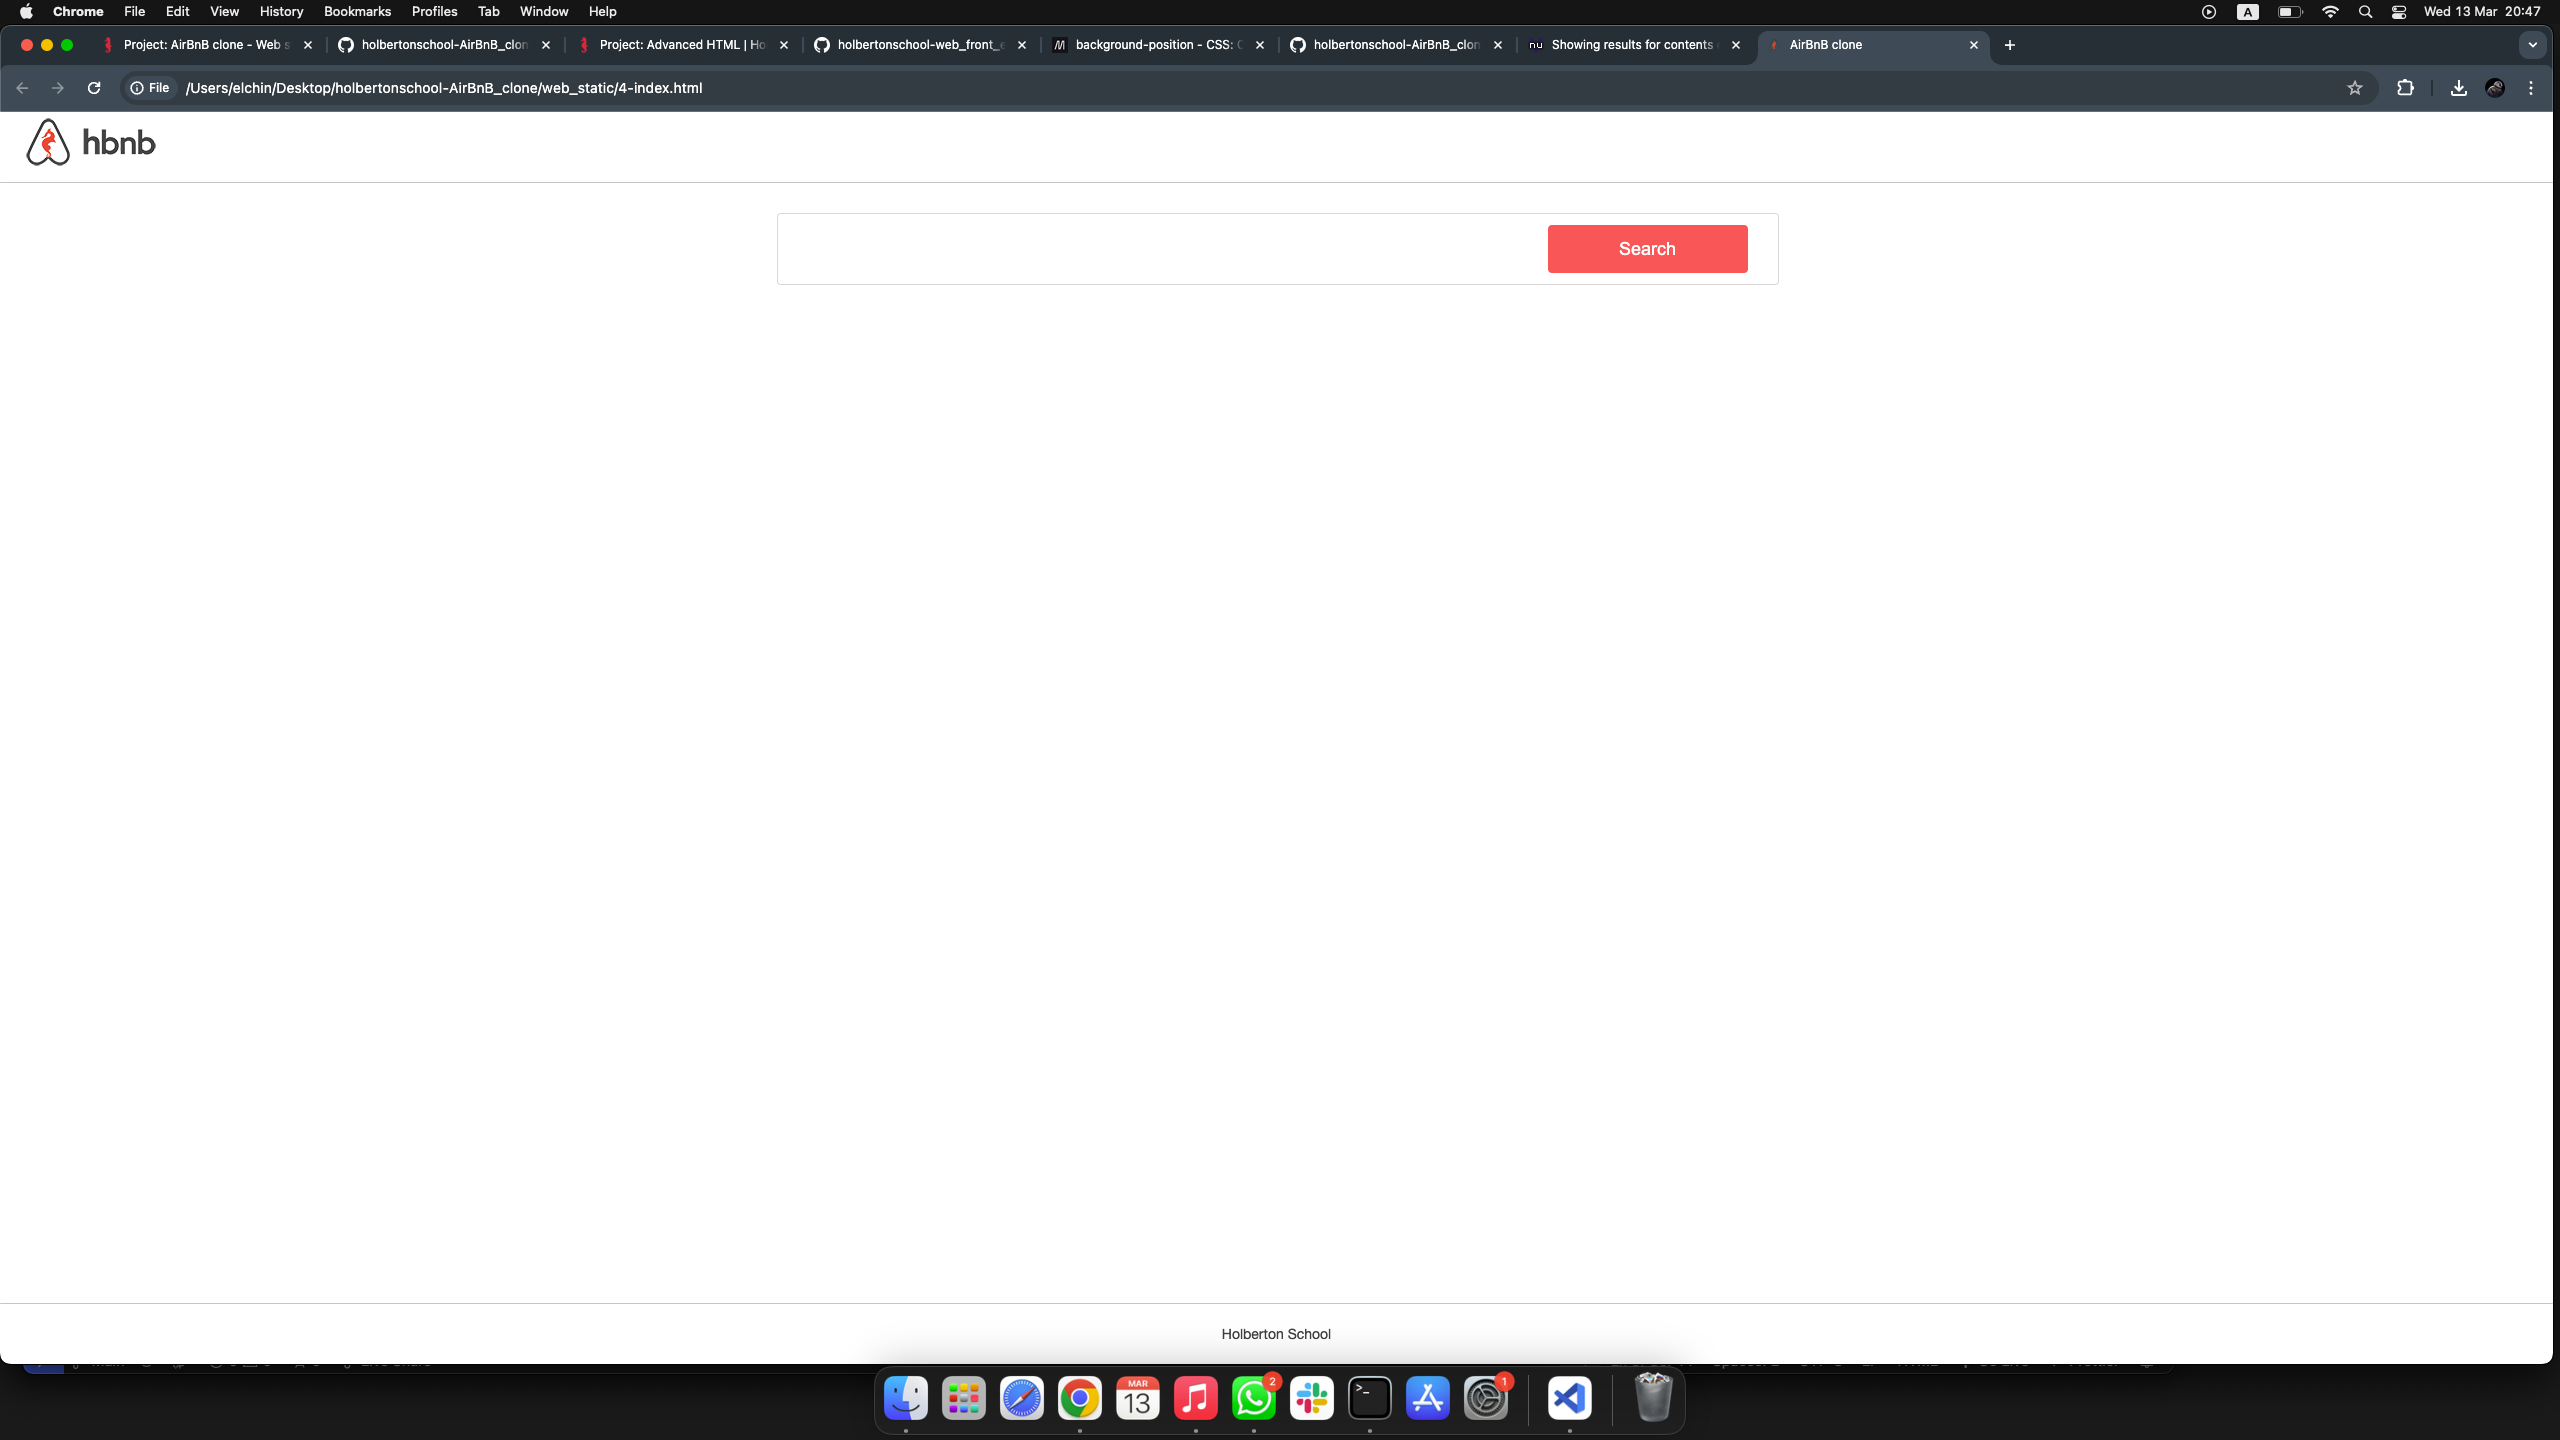 Chrome File Edit View History Bookmarks Profiles Tab Window Help A Wed 13 Mar 20:47
Project: AirBnB clone - Web s holbertonschool-AirBnB_clon Project: Advanced HTML | Ho holbertonschool-web_front_e background-position - CSS: C holbertonschool-AirBnB_clon nu Showing results for contents AirBnB clone
File /Users/elchin/Desktop/holbertonschool-AirBnB_clone/web_static/4-index.html
hbnb
Search
Holberton School
MAR 2 1
13